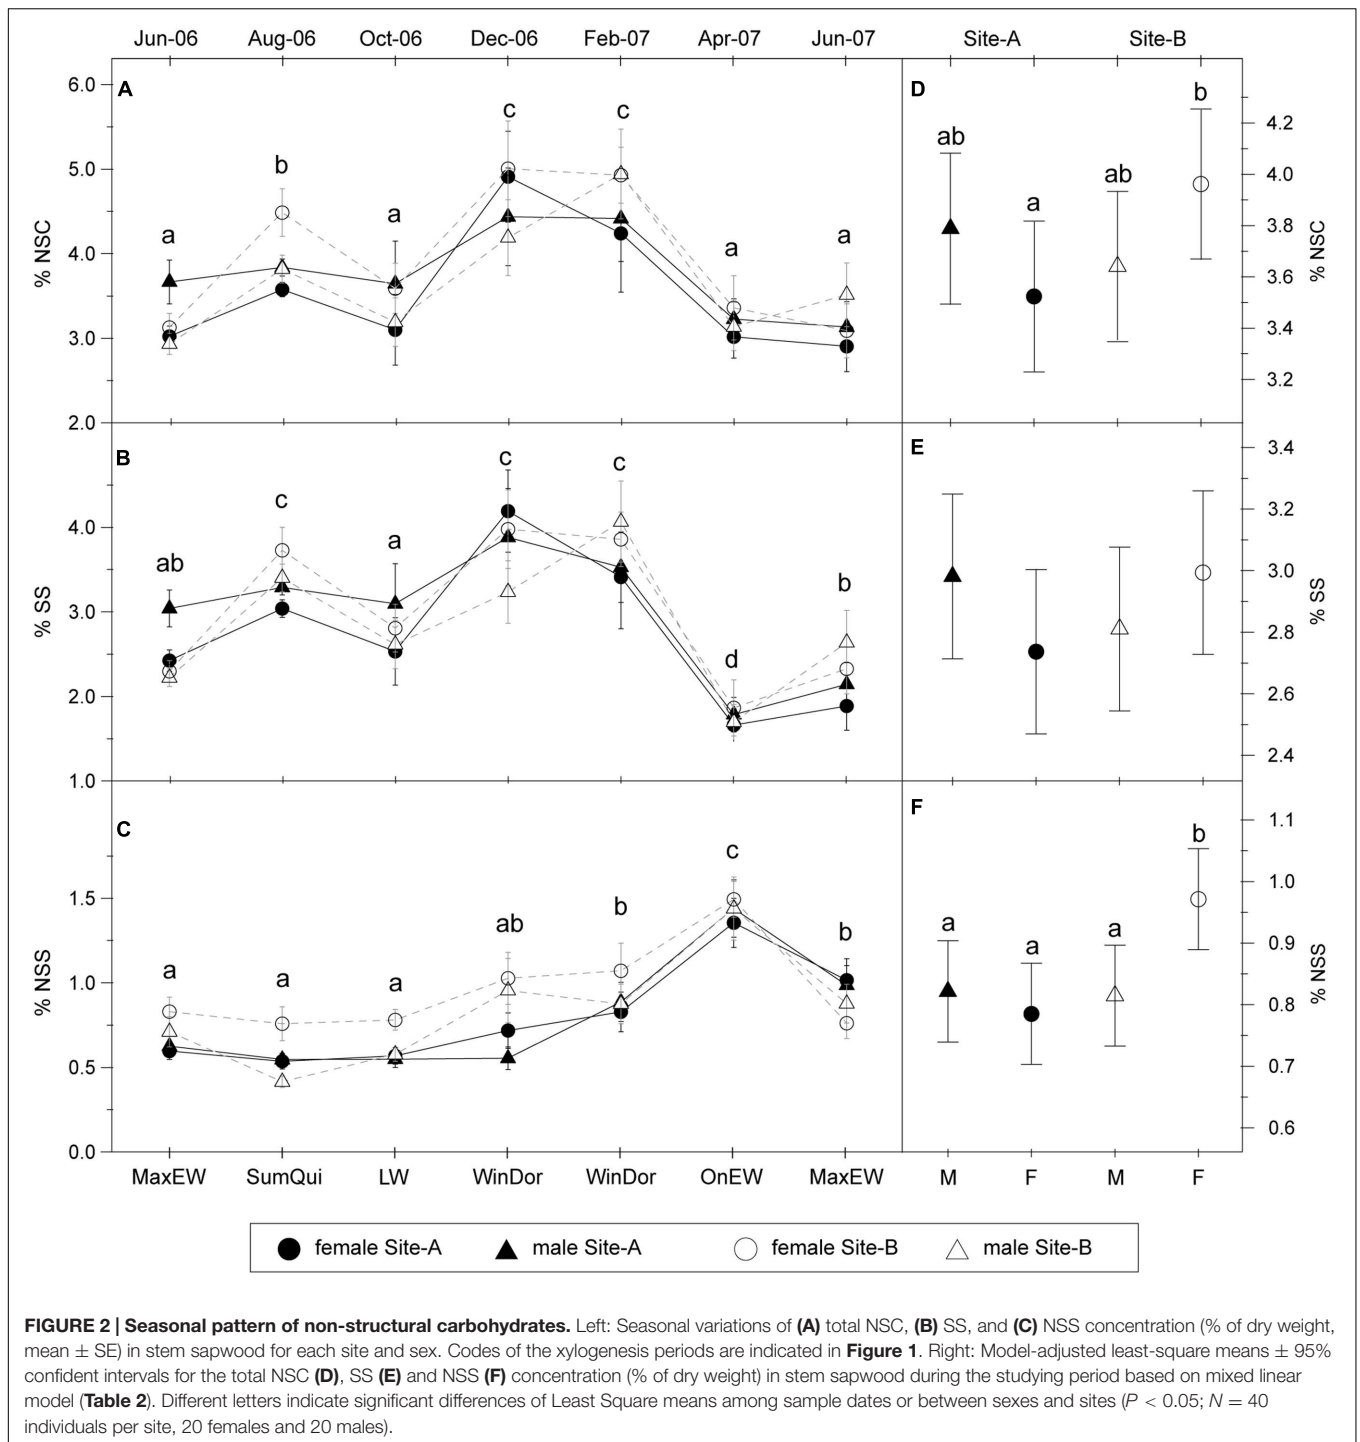 Jun-06 Aug-06 Oct-06 Dec-06 Feb-07 Apr-07 Jun-07 Site-A Site-B
A
6.0
5.0
4.0
3.0
2.0
% NSC
a b a c c a a
D
ab a ab b
4.2
4.0
3.8
3.6
3.4
3.2
% NSC
B
4.0
3.0
2.0
1.0
% SS
ab c a c c d b
E
3.4
3.2
3.0
2.8
2.6
2.4
% SS
C
1.5
1.0
0.5
0.0
% NSS
a a a ab b c b
F
a a a b
1.1
1.0
0.9
0.8
0.7
0.6
% NSS
MaxEW SumQui LW WinDor WinDor OnEW MaxEW M F M F
female Site-A male Site-A female Site-B male Site-B
FIGURE 2 | Seasonal pattern of non-structural carbohydrates. Left: Seasonal variations of (A) total NSC, (B) SS, and (C) NSS concentration (% of dry weight,
mean ± SE) in stem sapwood for each site and sex. Codes of the xylogenesis periods are indicated in Figure 1. Right: Model-adjusted least-square means ± 95%
confident intervals for the total NSC (D), SS (E) and NSS (F) concentration (% of dry weight) in stem sapwood during the studying period based on mixed linear
model (Table 2). Different letters indicate significant differences of Least Square means among sample dates or between sexes and sites (P < 0.05; N = 40
individuals per site, 20 females and 20 males).